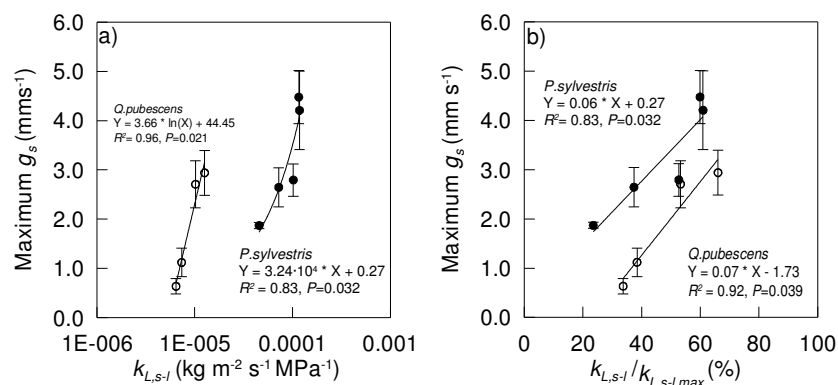 a)
Maximum gs (mms-1)
6.0
5.0
4.0
3.0
2.0
1.0
0.0
Q.pubescens
Y = 3.66 * ln(X) + 44.45
R² = 0.96, P=0.021
P.sylvestris
Y = 3.24·10⁴ * X + 0.27
R² = 0.83, P=0.032
1E-006 1E-005 0.0001 0.001
kL,s-l (kg m-2 s-1 MPa-1)
b)
Maximum gs (mm s-1)
6.0
5.0
4.0
3.0
2.0
1.0
0.0
P.sylvestris
Y = 0.06 * X + 0.27
R² = 0.83, P=0.032
Q.pubescens
Y = 0.07 * X - 1.73
R² = 0.92, P=0.039
0 20 40 60 80 100
kL,s-l/kL,s-l max (%)